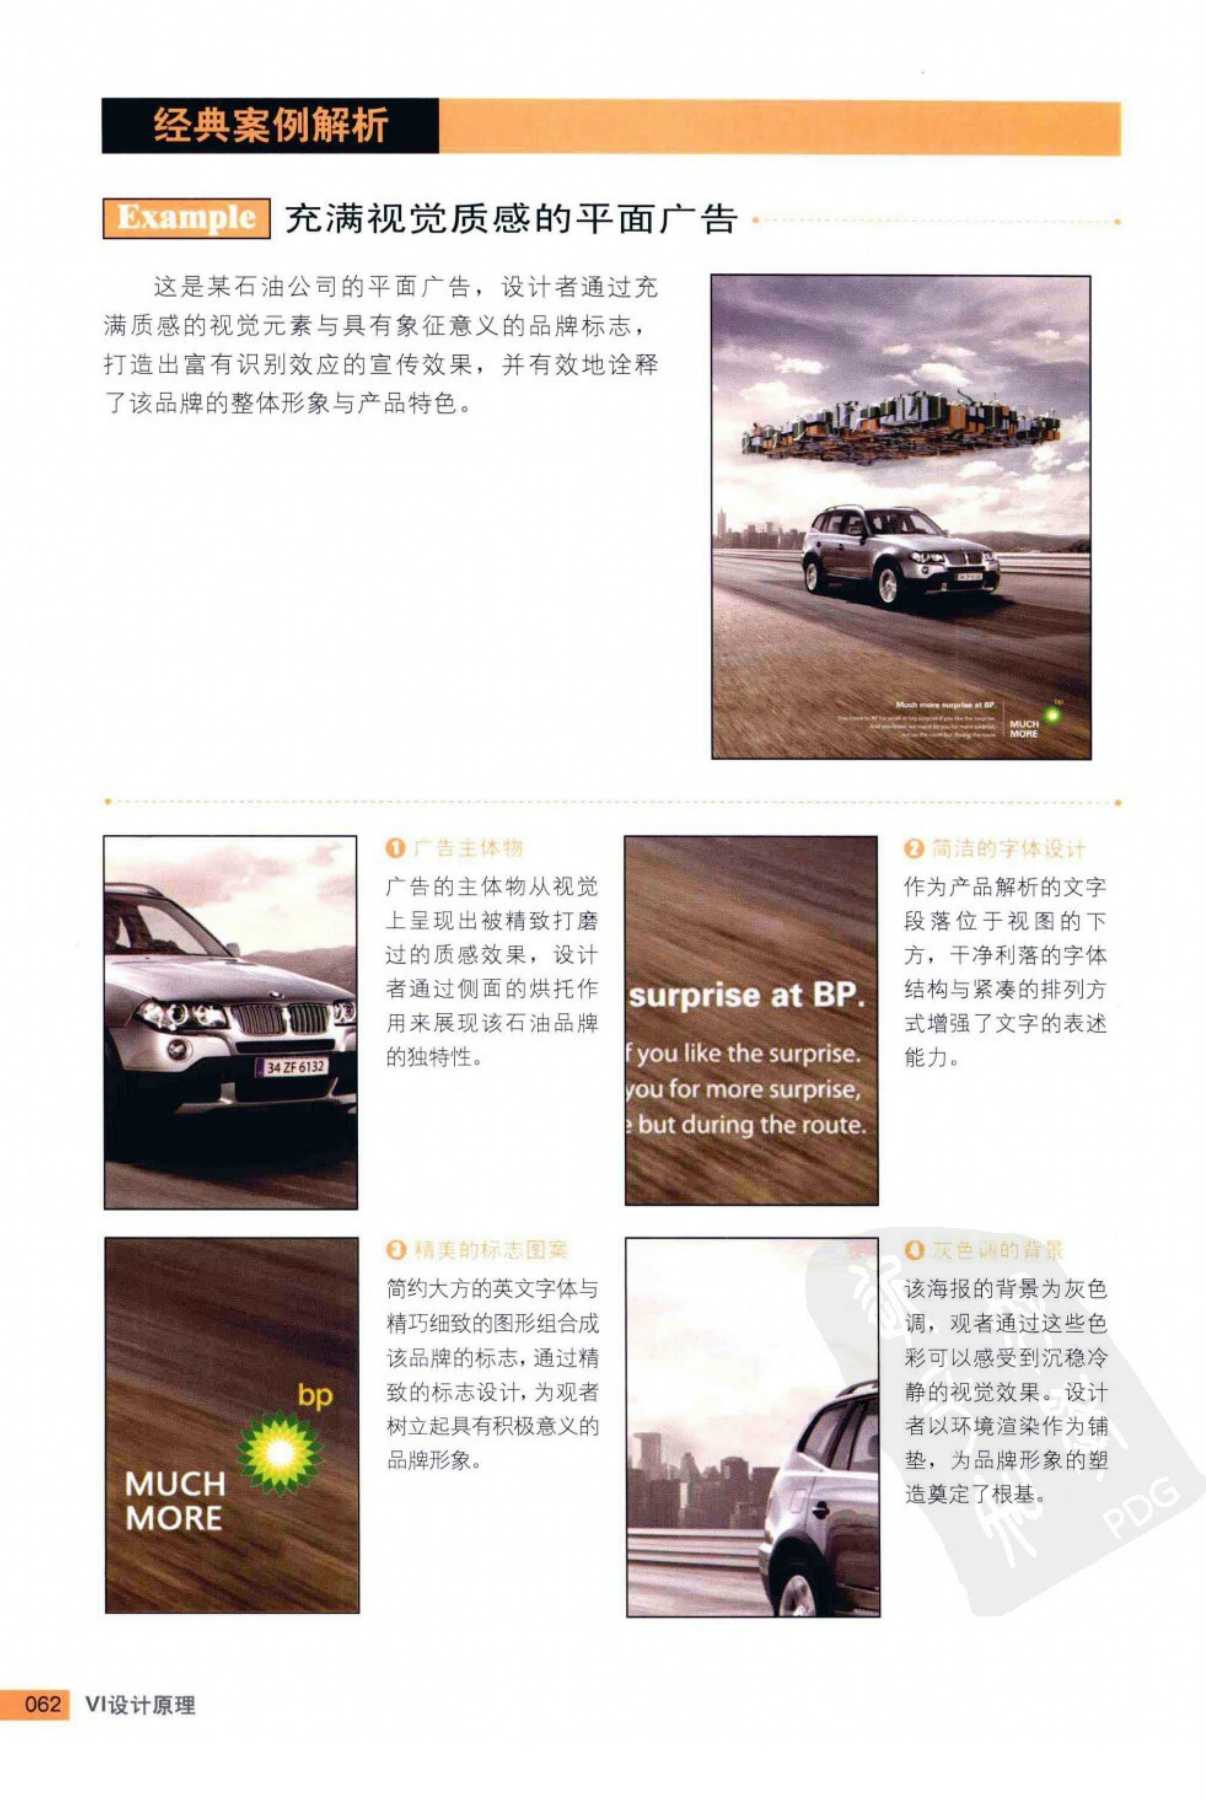 经典案例解析
Example 充满视觉质感的平面广告
这是某石油公司的平面广告，设计者通过充
满质感的视觉元素与具有象征意义的品牌标志，
打造出富有识别效应的宣传效果，并有效地诠释
了该品牌的整体形象与产品特色。
Much more surprise at BP.
bp
MUCH
MORE
❶ 广告主体物
广告的主体物从视觉
上呈现出被精致打磨
过的质感效果，设计
者通过侧面的烘托作
用来展现该石油品牌
的独特性。
34 ZF 6132
surprise at BP.
f you like the surprise.
you for more surprise,
e but during the route.
❷ 简洁的字体设计
作为产品解析的文字
段落位于视图的下
方，干净利落的字体
结构与紧凑的排列方
式增强了文字的表述
能力。
bp
MUCH
MORE
❸ 精美的标志图案
简约大方的英文字体与
精巧细致的图形组合成
该品牌的标志，通过精
致的标志设计，为观者
树立起具有积极意义的
品牌形象。
❹ 灰色调的背景
该海报的背景为灰色
调，观者通过这些色
彩可以感受到沉稳冷
静的视觉效果。设计
者以环境渲染作为铺
垫，为品牌形象的塑
造奠定了根基。
PDG
062 VI设计原理